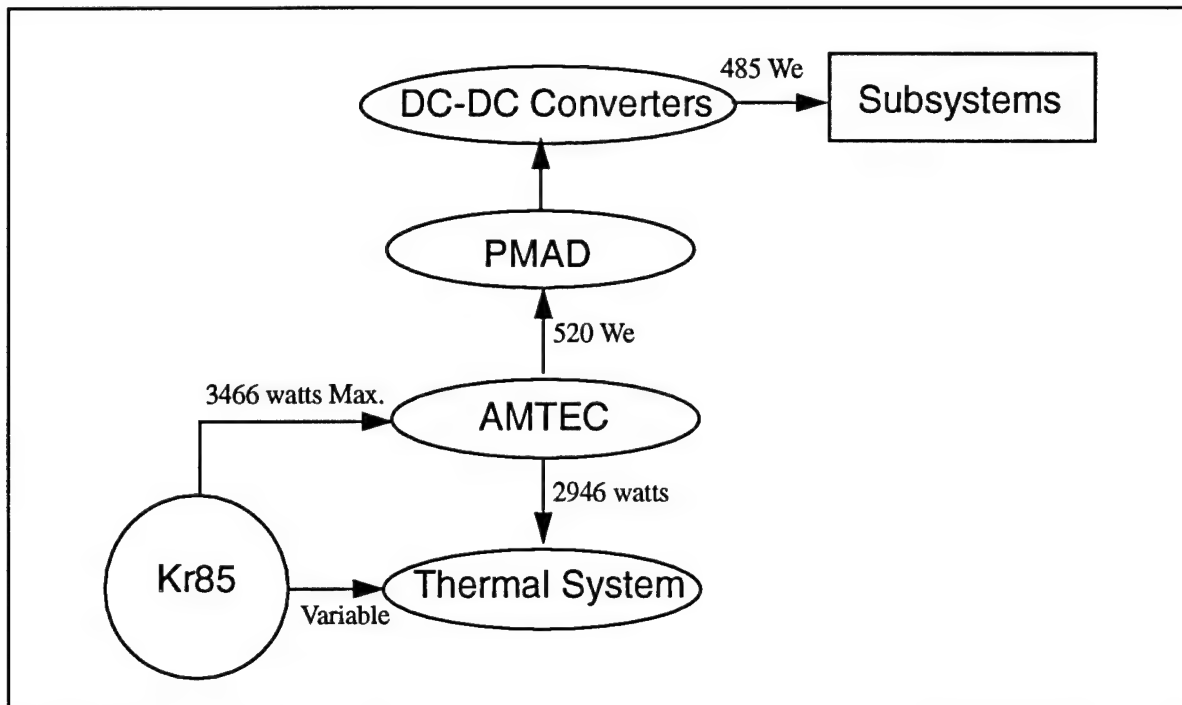 485 We
DC-DC Converters
Subsystems
PMAD
520 We
3466 watts Max.
AMTEC
2946 watts
Kr85
Thermal System
Variable